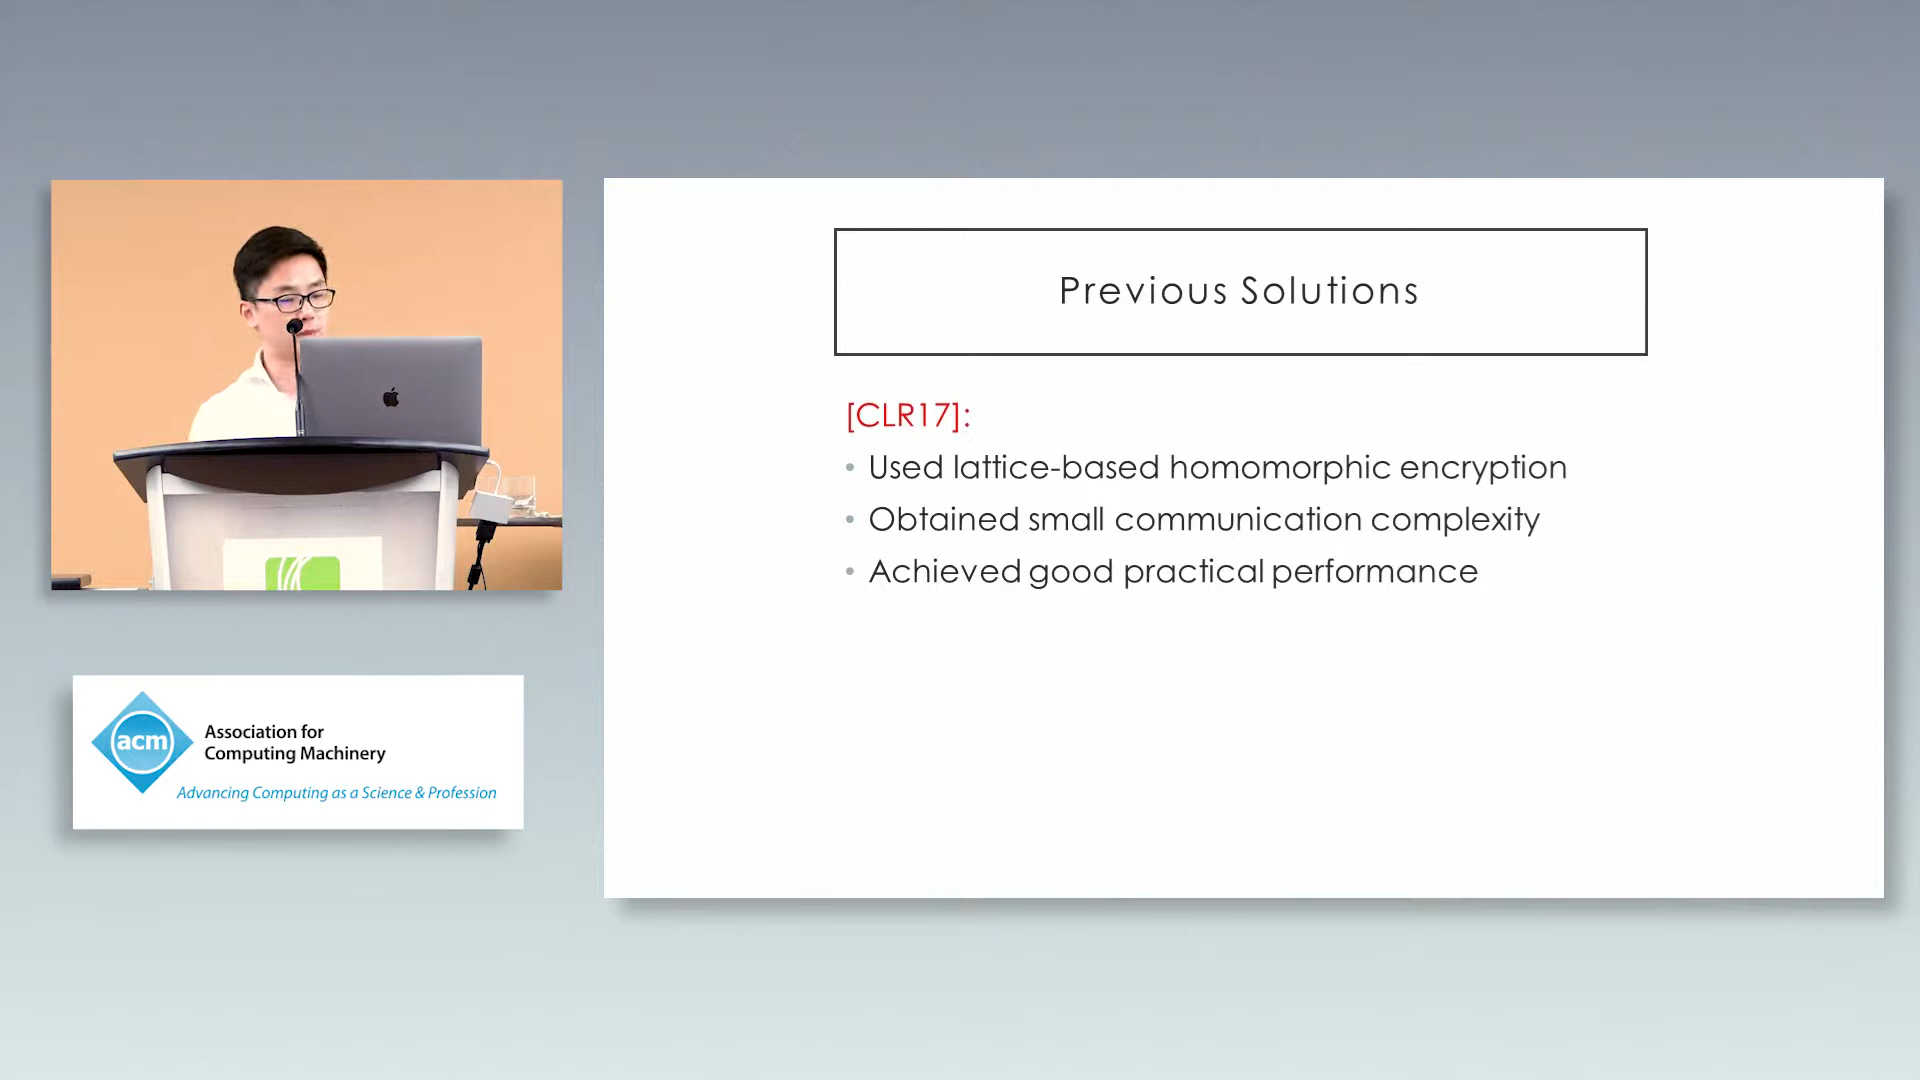 Previous Solutions
[CLR17]:
• Used lattice-based homomorphic encryption
• Obtained small communication complexity
• Achieved good practical performance
acm
Association for
Computing Machinery
Advancing Computing as a Science & Profession